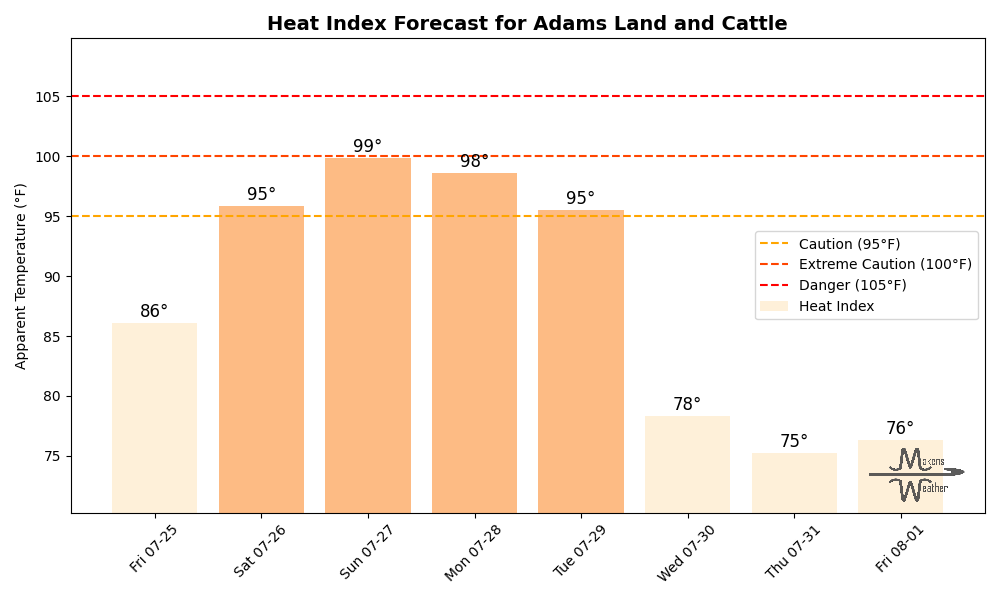 Heat Index Forecast for Adams Land and Cattle
Apparent Temperature (°F)
105
100
95
90
85
80
75
86°
95°
99°
98°
95°
78°
75°
76°
Caution (95°F)
Extreme Caution (100°F)
Danger (105°F)
Heat Index
Fri 07-25
Sat 07-26
Sun 07-27
Mon 07-28
Tue 07-29
Wed 07-30
Thu 07-31
Fri 08-01